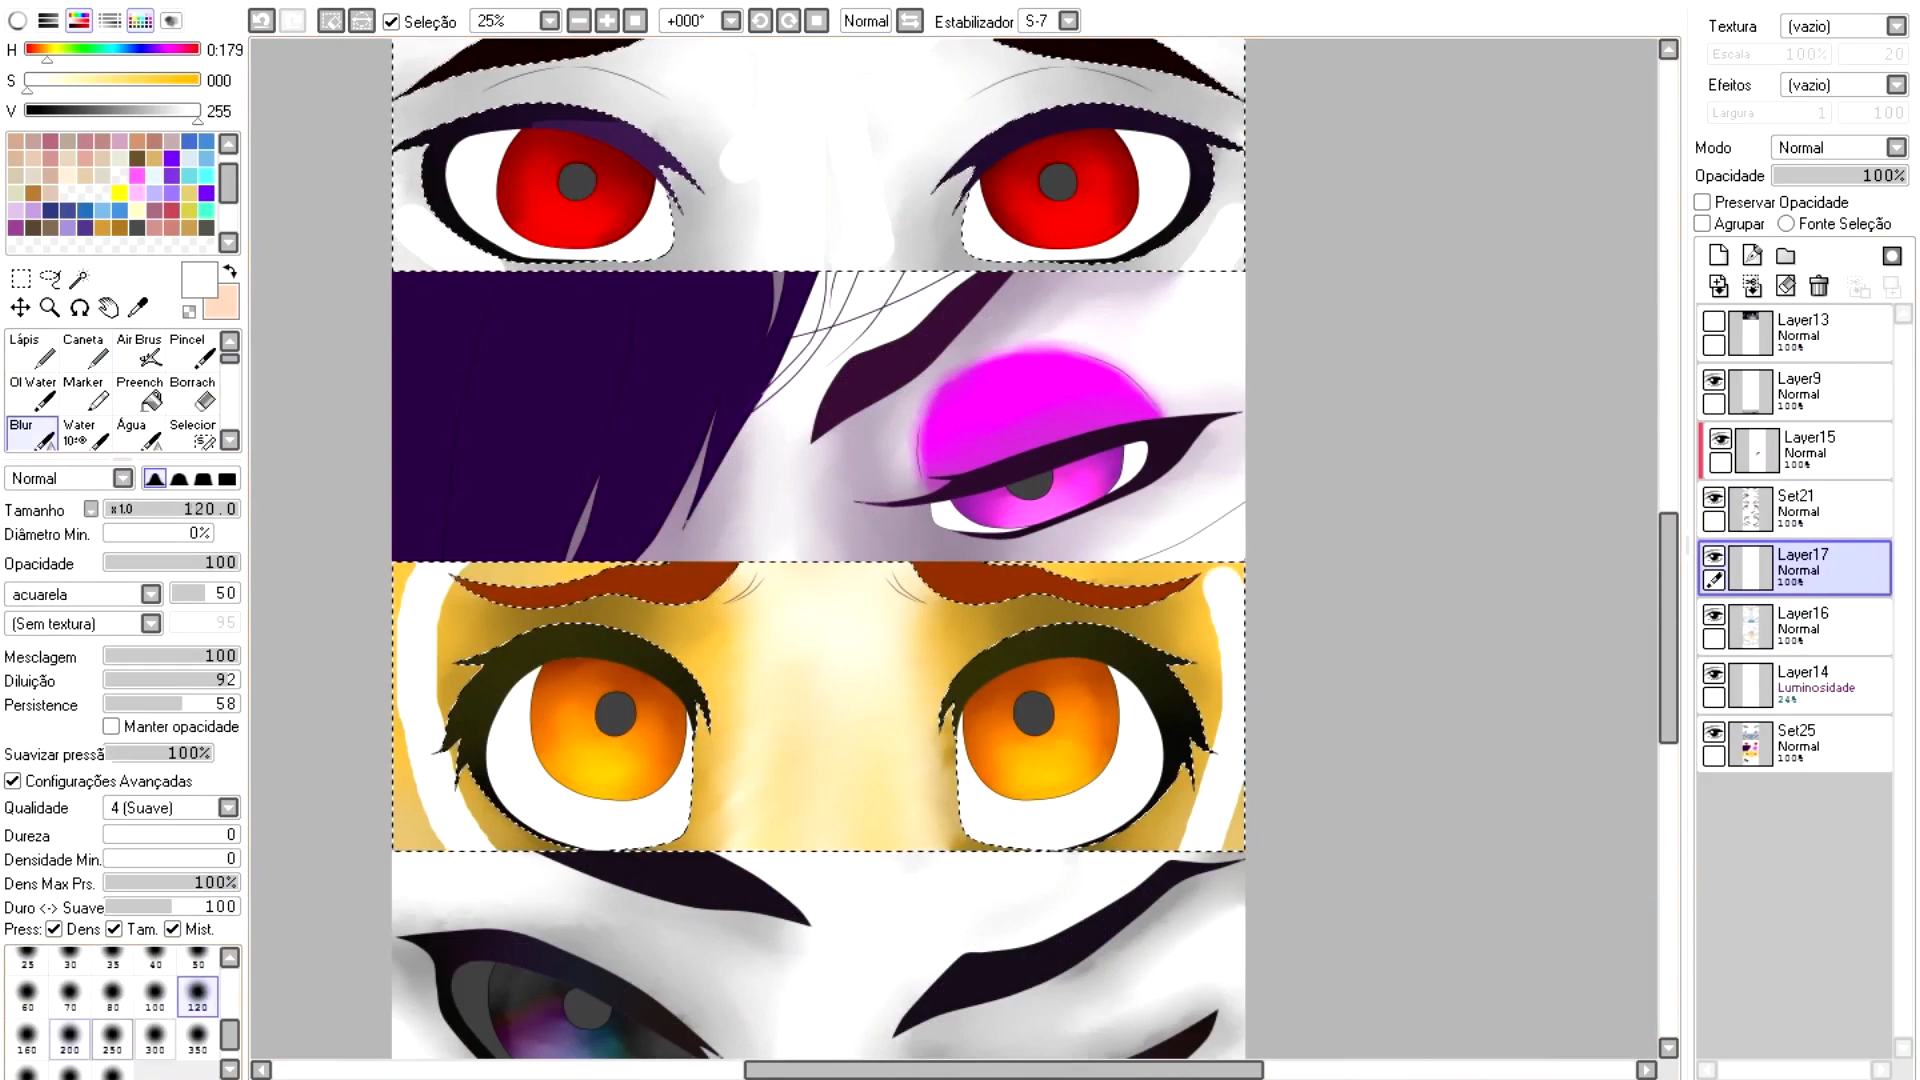 Seleção
25%
+000°
Normal
Estabilizador
S-7
H
0:179
S
000
V
255
Lápis
Caneta
Air Brus
Pincel
Ol Water
Marker
Preench
Borrach
Blur
Water
10:
Água
Selecior
Normal
Tamanho
x 1.0
120.0
Diâmetro Min.
0%
Opacidade
100
acuarela
50
(Sem textura)
95
Mesclagem
100
Diluição
92
Persistence
58
Manter opacidade
Suavizar pressã
100%
Configurações Avançadas
Qualidade
4 (Suave)
Dureza
0
Densidade Min.
0
Dens Max Prs.
100%
Duro <-> Suave
100
Press:
Dens
Tam.
Mist.
25
30
35
40
50
60
70
80
100
120
160
200
250
300
350
Textura
(vazio)
Escala
100%
20
Efeitos
(vazio)
Largura
1
100
Modo
Normal
Opacidade
100%
Preservar Opacidade
Agrupar
Fonte Seleção
Layer13
Normal
100%
Layer9
Normal
100%
Layer15
Normal
100%
Set21
Normal
100%
Layer17
Normal
100%
Layer16
Normal
100%
Layer14
Luminosidade
24%
Set25
Normal
100%